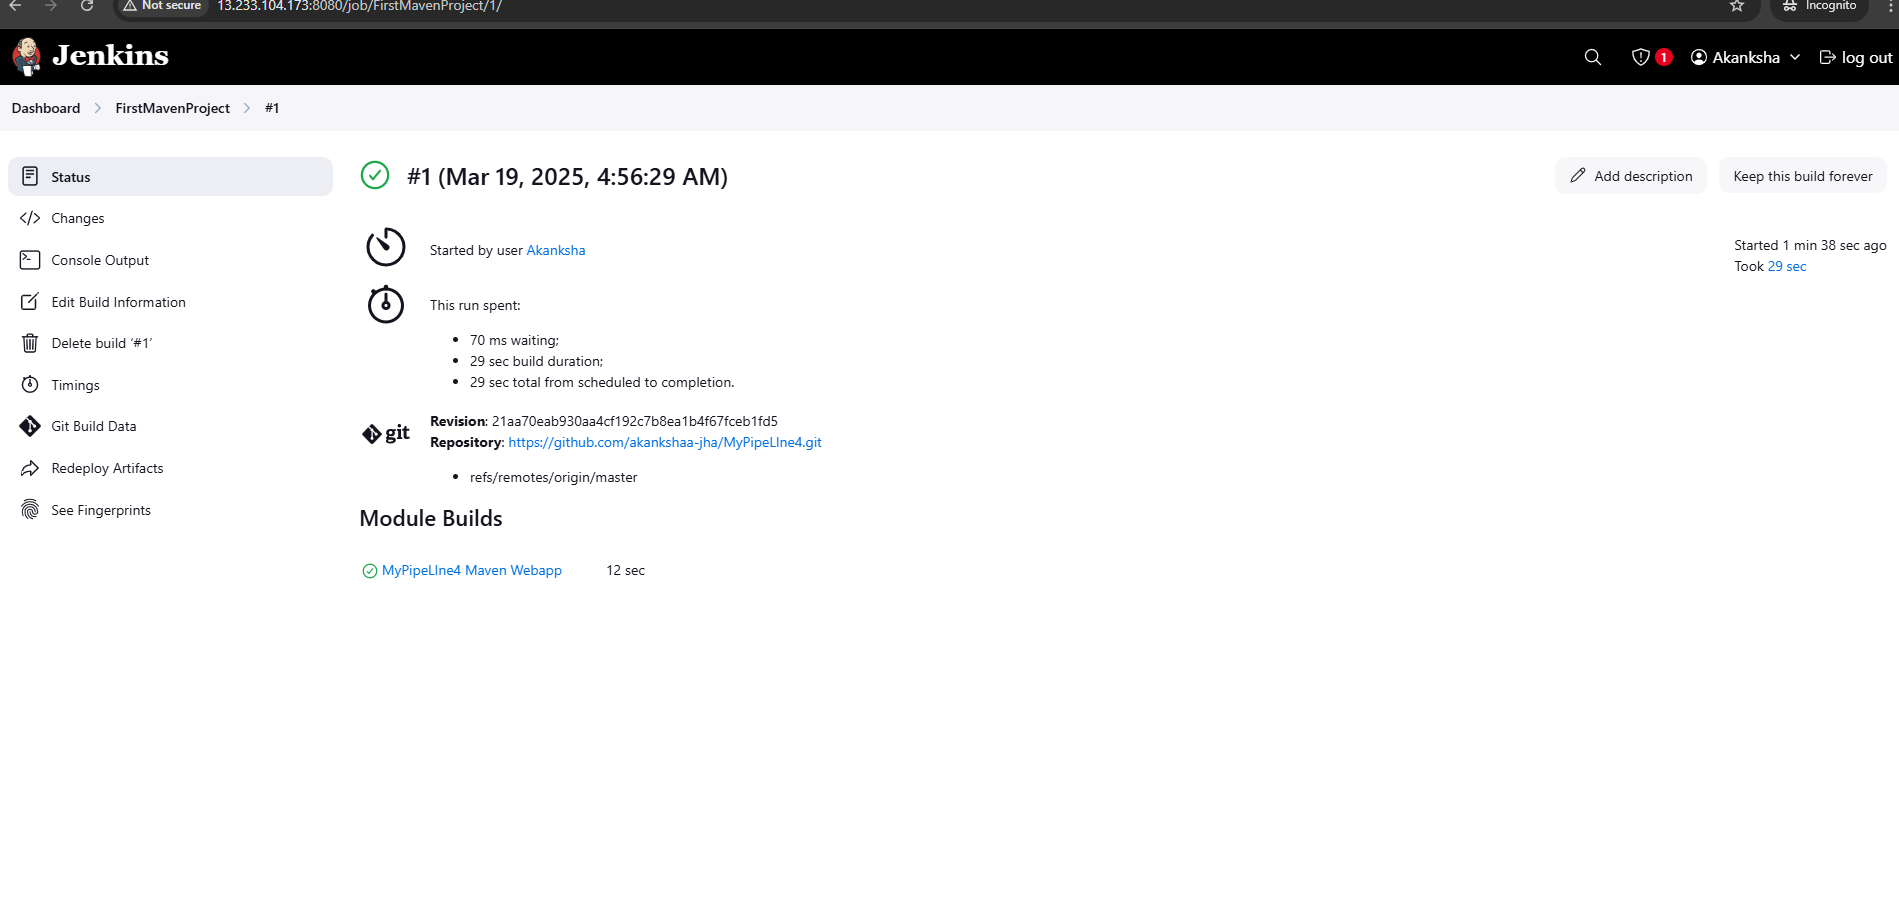 Not secure 13.233.104.173:8080/job/FirstMavenProject/1/ Incognito
Jenkins 1 Akanksha log out
Dashboard FirstMavenProject #1
Status
Changes
Console Output
Edit Build Information
Delete build ‘#1’
Timings
Git Build Data
Redeploy Artifacts
See Fingerprints
#1 (Mar 19, 2025, 4:56:29 AM)
Add description
Keep this build forever
Started by user Akanksha
Started 1 min 38 sec ago
Took 29 sec
This run spent:
70 ms waiting;
29 sec build duration;
29 sec total from scheduled to completion.
git
Revision: 21aa70eab930aa4cf192c7b8ea1b4f67fceb1fd5
Repository: https://github.com/akankshaa-jha/MyPipeLIne4.git
refs/remotes/origin/master
Module Builds
MyPipeLIne4 Maven Webapp 12 sec